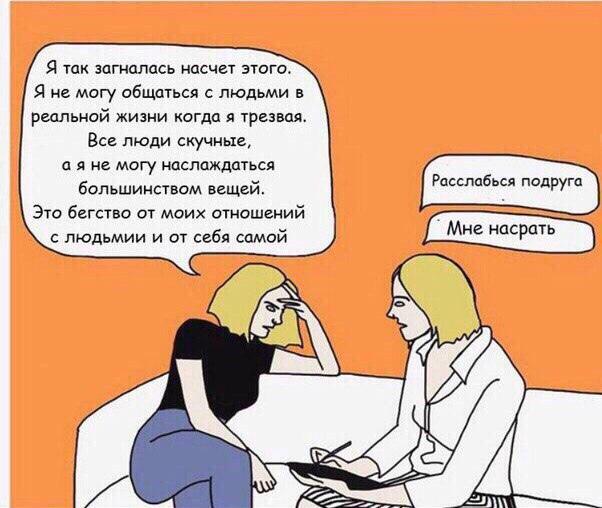 Я так загналась насчет этого.
Я не могу общаться с людьми в
реальной жизни когда я трезвая.
Все люди скучные,
а я не могу наслаждаться
большинством вещей.
Это бегство от моих отношений
с людьмии и от себя самой
Расслабься подруга
Мне насрать